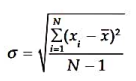 σ = √( Σ_{i=1}^{N} (x_i − x̄)² / (N − 1) )